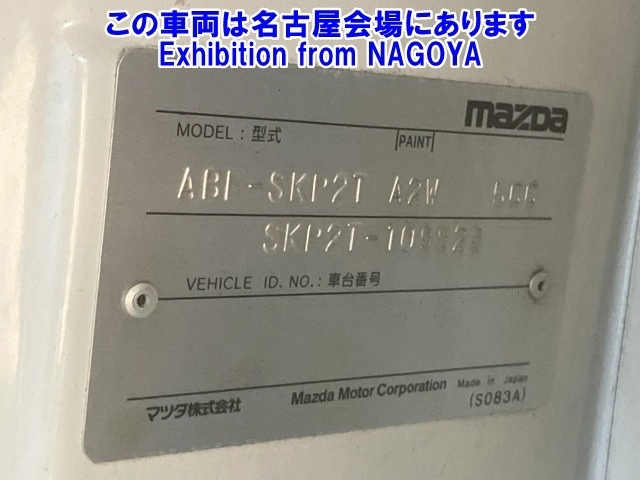 この車両は名古屋会場にあります
Exhibition from NAGOYA
mazda
MODEL : 型式
PAINT
ABF-SKP2T A2W
VEHICLE ID. NO. : 車台番号
マツダ株式会社
Mazda Motor Corporation
Made in Japan
(S083A)